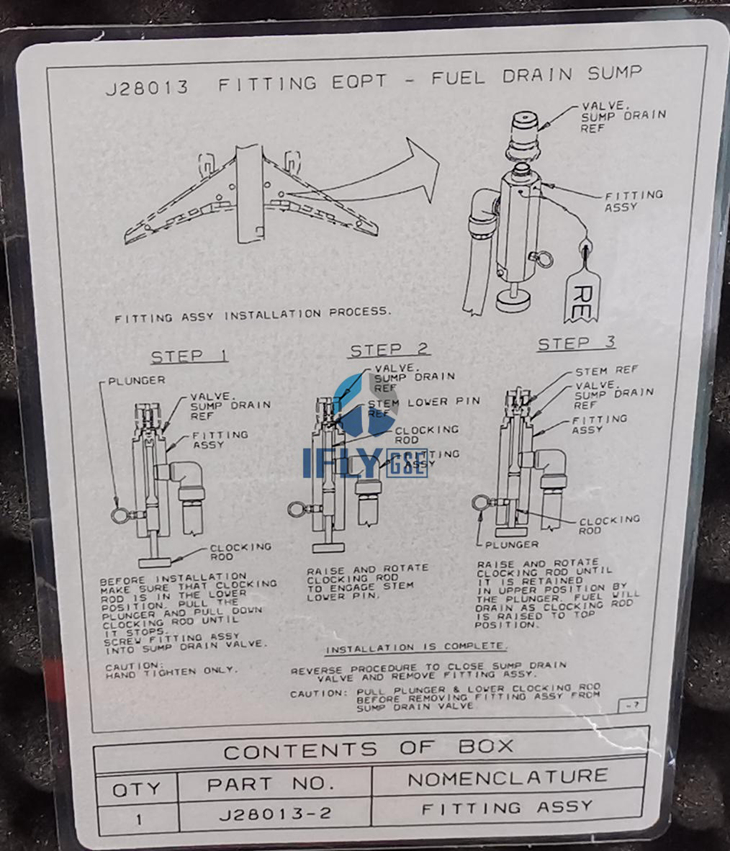 J28013 FITTING EQPT - FUEL DRAIN SUMP
VALVE.
SUMP DRAIN
REF
FITTING
ASSY
RE
FITTING ASSY INSTALLATION PROCESS.
STEP 1
PLUNGER
VALVE.
SUMP DRAIN
REF
FITTING
ASSY
CLOCKING
ROD
BEFORE INSTALLATION
MAKE SURE THAT CLOCKING
ROD IS IN THE LOWER
POSITION. PULL THE
PLUNGER AND PULL DOWN
CLOCKING ROD UNTIL
IT STOPS.
SCREW FITTING ASSY
INTO SUMP DRAIN VALVE.
CAUTION:
HAND TIGHTEN ONLY.
STEP 2
VALVE.
SUMP DRAIN
REF
STEM LOWER PIN
REF
CLOCKING
ROD
FITTING
ASSY
RAISE AND ROTATE
CLOCKING ROD
TO ENGAGE STEM
LOWER PIN.
STEP 3
STEM REF
VALVE.
SUMP DRAIN
REF
FITTING
ASSY
CLOCKING
ROD
PLUNGER
RAISE AND ROTATE
CLOCKING ROD UNTIL
IT IS RETAINED
IN UPPER POSITION BY
THE PLUNGER. FUEL WILL
DRAIN AS CLOCKING ROD
IS RAISED TO TOP
POSITION.
IFLY GSE
INSTALLATION IS COMPLETE.
REVERSE PROCEDURE TO CLOSE SUMP DRAIN
VALVE AND REMOVE FITTING ASSY.
CAUTION: PULL PLUNGER & LOWER CLOCKING ROD
BEFORE REMOVING FITTING ASSY FROM
SUMP DRAIN VALVE.
-7
CONTENTS OF BOX
QTY PART NO. NOMENCLATURE
1 J28013-2 FITTING ASSY